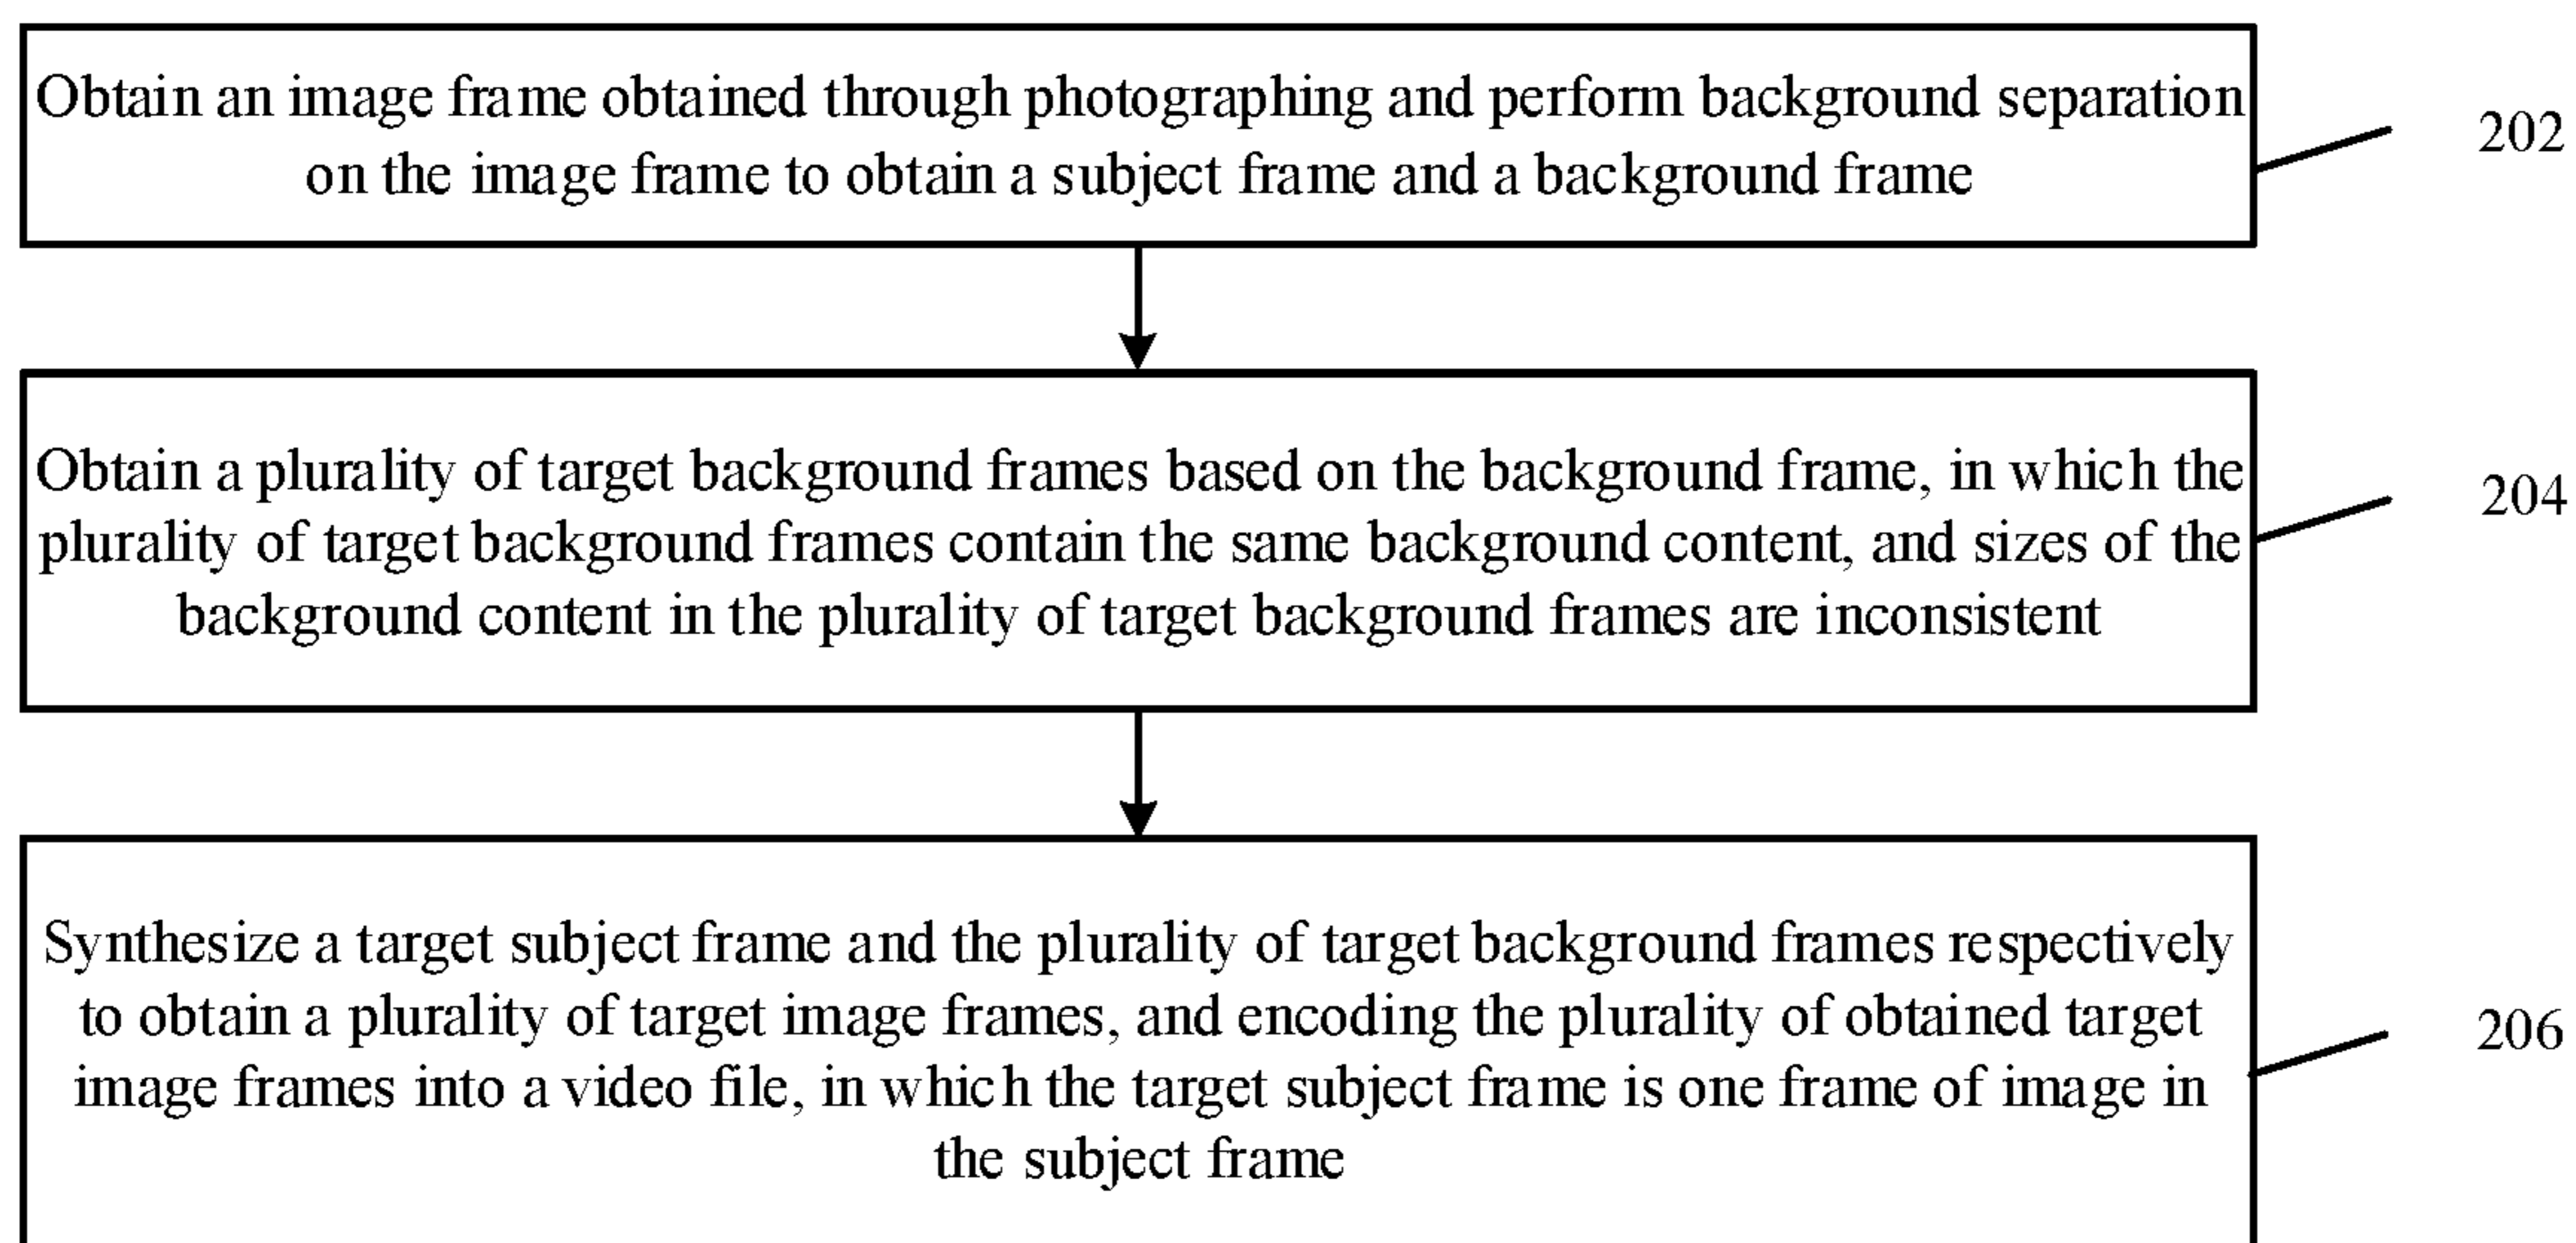 Obtain an image frame obtained through photographing and perform background separation
on the image frame to obtain a subject frame and a background frame
202
Obtain a plurality of target background frames based on the background frame, in which the
plurality of target background frames contain the same background content, and sizes of the
background content in the plurality of target background frames are inconsistent
204
Synthesize a target subject frame and the plurality of target background frames respectively
to obtain a plurality of target image frames, and encoding the plurality of obtained target
image frames into a video file, in which the target subject frame is one frame of image in
the subject frame
206